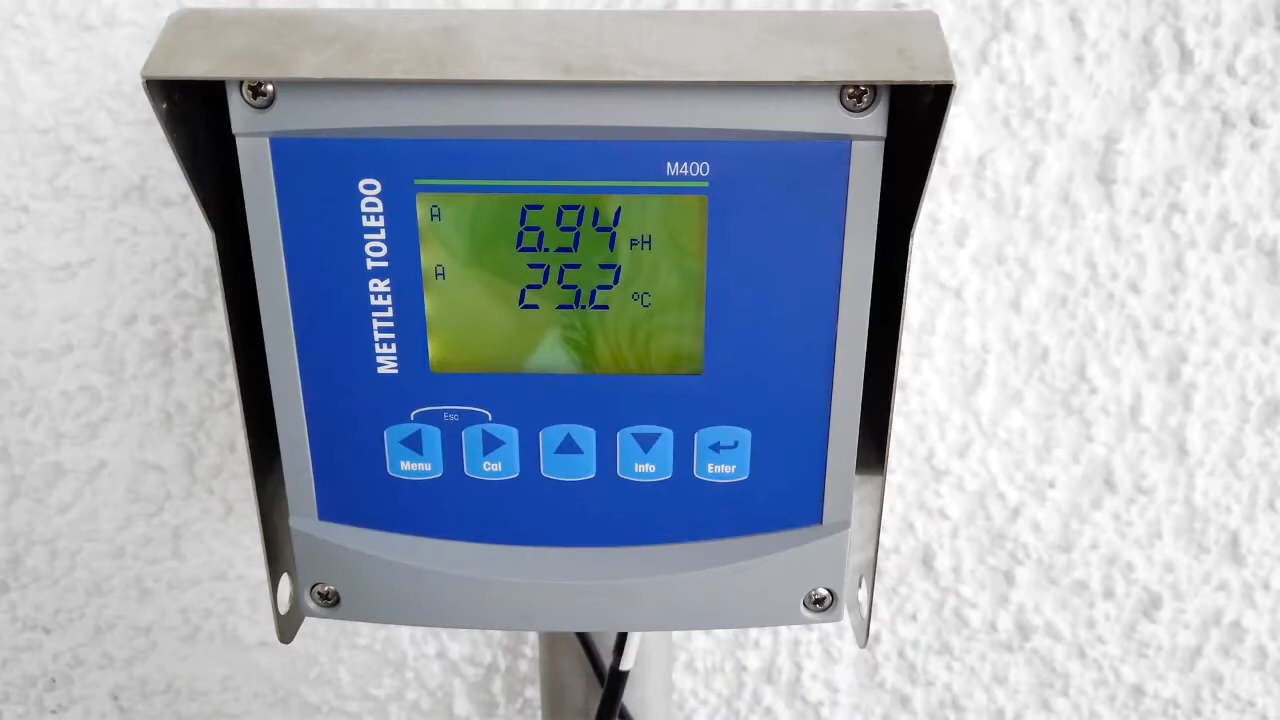 M400
METTLER TOLEDO
A 6.94 pH
A 25.2 °C
Esc
Menu
Cal
Info
Enter